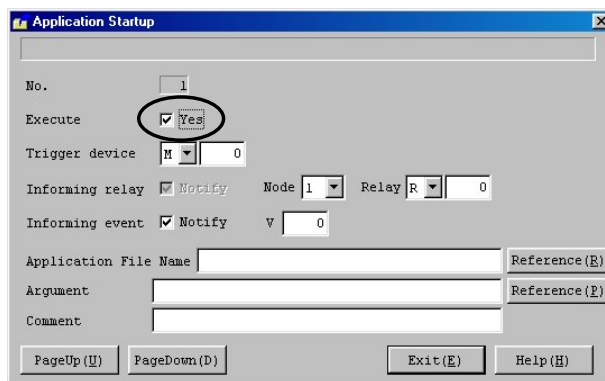 Application Startup
No. 1
Execute Yes
Trigger device M 0
Informing relay Notify Node 1 Relay R 0
Informing event Notify V 0
Application File Name Reference(R)
Argument Reference(P)
Comment
PageUp(U) PageDown(D) Exit(E) Help(H)